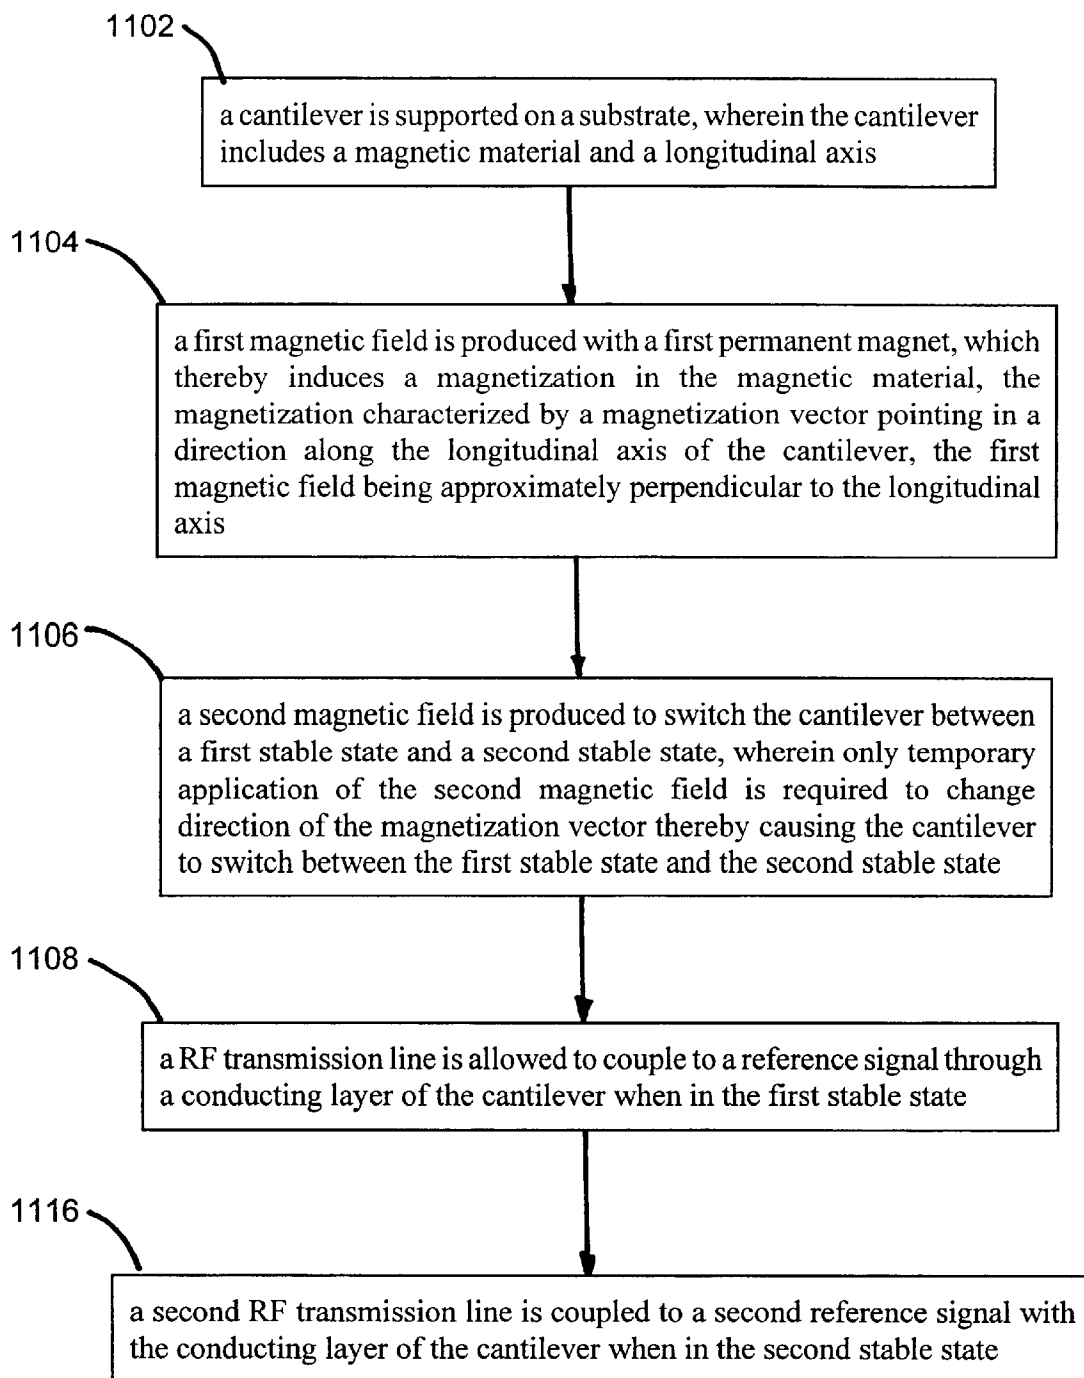 1102
a cantilever is supported on a substrate, wherein the cantilever
includes a magnetic material and a longitudinal axis
1104
a first magnetic field is produced with a first permanent magnet, which
thereby induces a magnetization in the magnetic material, the
magnetization characterized by a magnetization vector pointing in a
direction along the longitudinal axis of the cantilever, the first
magnetic field being approximately perpendicular to the longitudinal
axis
1106
a second magnetic field is produced to switch the cantilever between
a first stable state and a second stable state, wherein only temporary
application of the second magnetic field is required to change
direction of the magnetization vector thereby causing the cantilever
to switch between the first stable state and the second stable state
1108
a RF transmission line is allowed to couple to a reference signal through
a conducting layer of the cantilever when in the first stable state
1116
a second RF transmission line is coupled to a second reference signal with
the conducting layer of the cantilever when in the second stable state